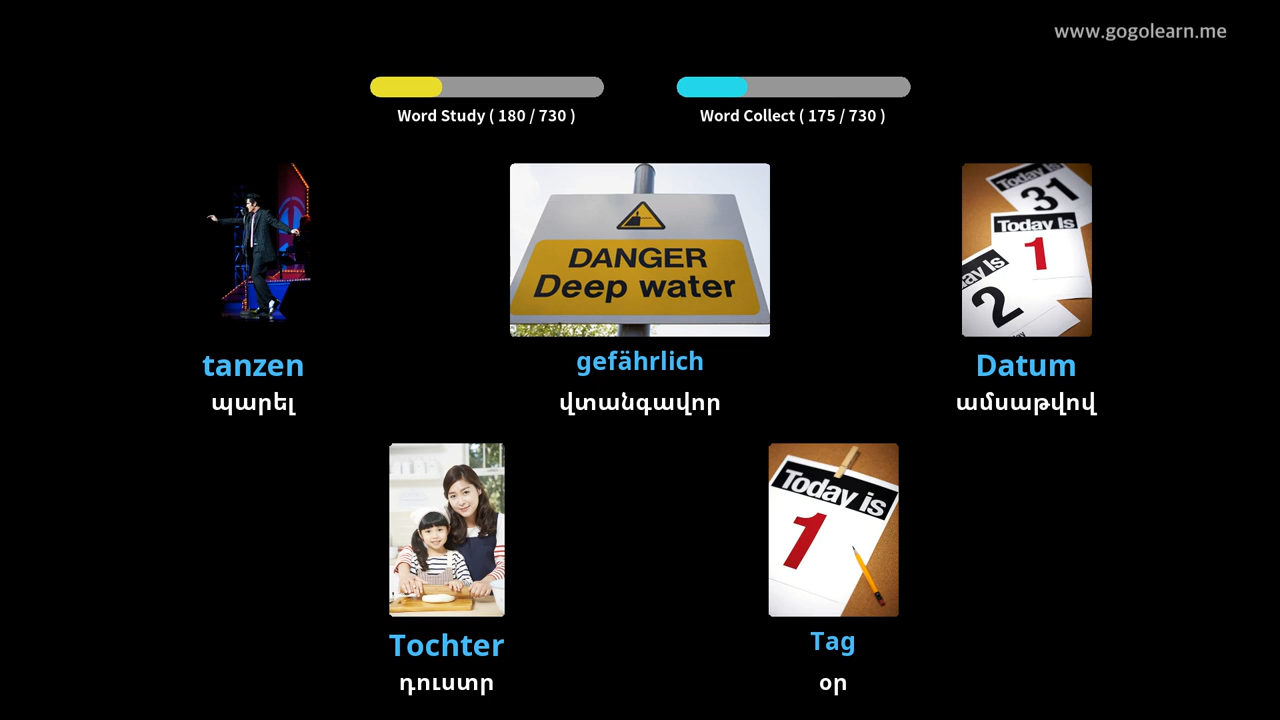 www.gogolearn.me
Word Study ( 180 / 730 )
Word Collect ( 175 / 730 )
DANGER
Deep water
Today Is
31
Today Is
1
ay Is
2
tanzen
gefährlich
Datum
պարել
վտանգավոր
ամսաթվով
Today is
1
Tochter
Tag
դուստր
օր